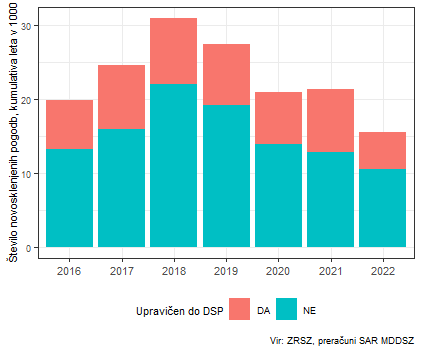 Število novosklenjenih pogodb, kumulativa leta v 1000
30
20
10
0
2016 2017 2018 2019 2020 2021 2022
Upravičen do DSP DA NE
Vir: ZRSZ, preračuni SAR MDDSZ